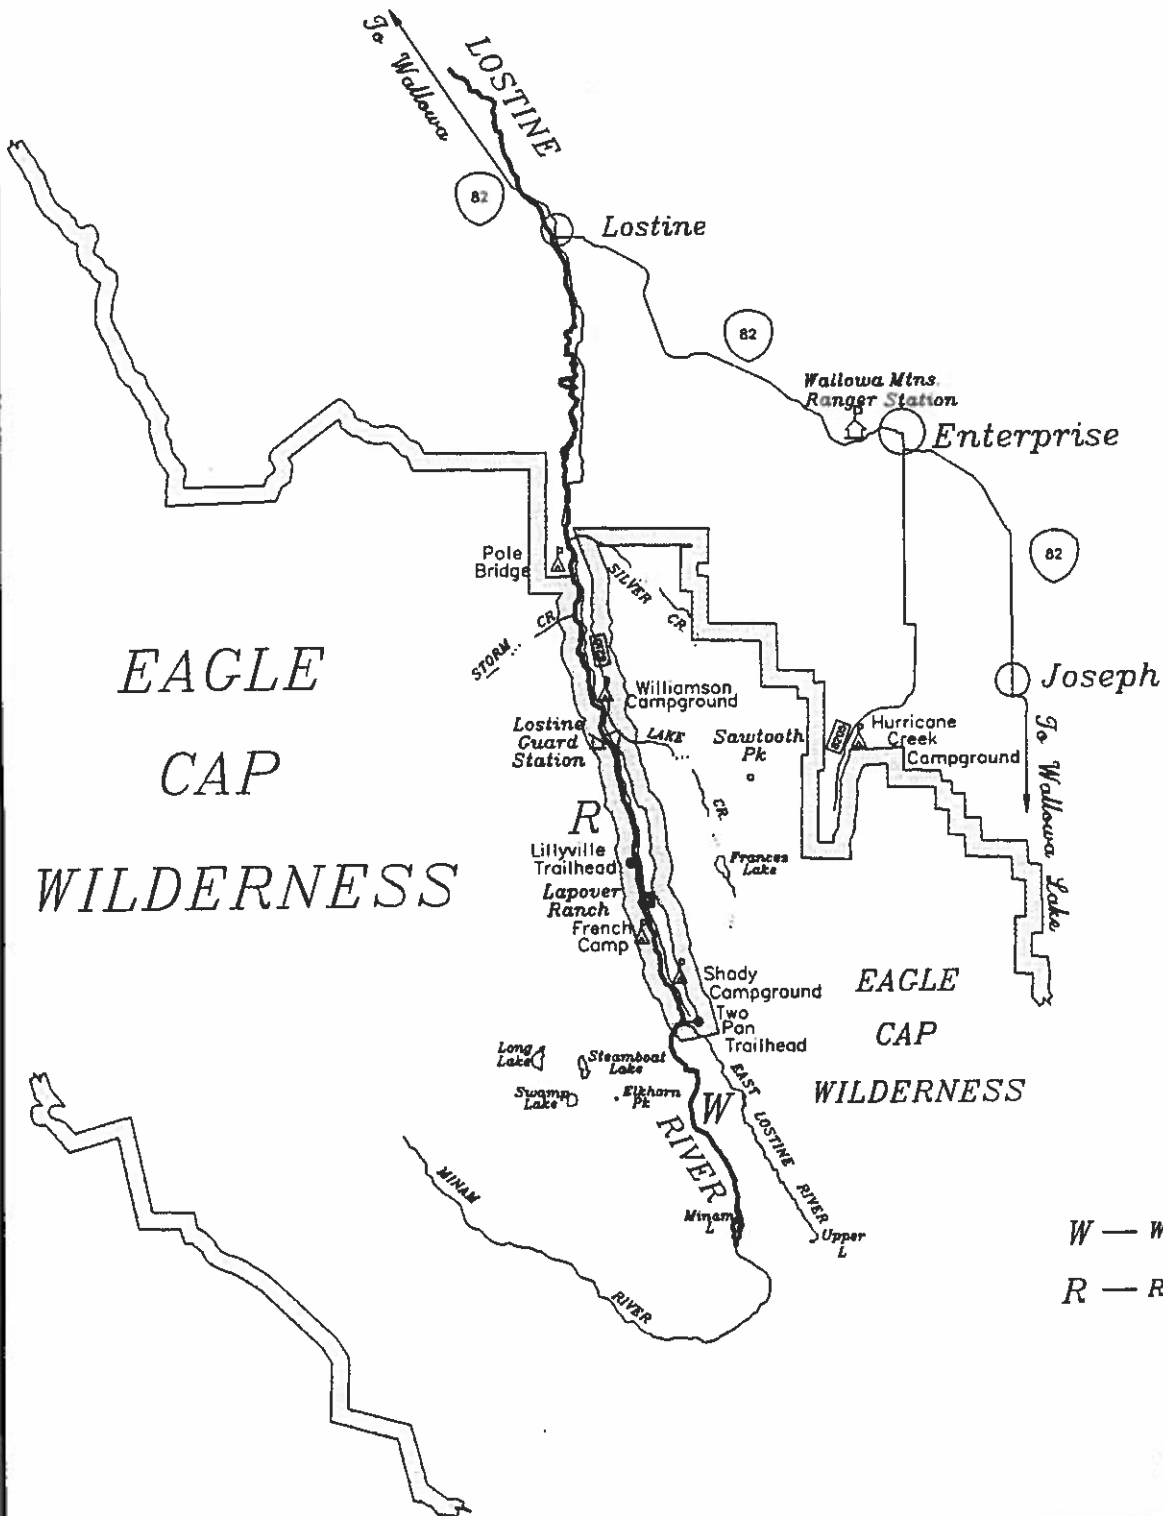 To Wallowa
LOSTINE
82
Lostine
82
Wallowa Mtns.
Ranger Station
Enterprise
82
Pole
Bridge
SILVER
CR.
STORM
CR.
EAGLE
CAP
WILDERNESS
Williamson
Campground
Joseph
Lostine
Guard
Station
LAKE
CR.
Sawtooth
Pk
8205
Hurricane
Creek
Campground
To Wallowa Lake
R
Lillyville
Trailhead
Frances
Lake
Lapover
Ranch
French
Camp
Shady
Campground
Two
Pan
Trailhead
EAGLE
CAP
WILDERNESS
Long
Lake
Steamboat
Lake
Swamp
Lake
Elkhorn
Pk
W
EAST LOSTINE RIVER
RIVER
MINAM
RIVER
Minam
L
Upper
L
W — W
R — R